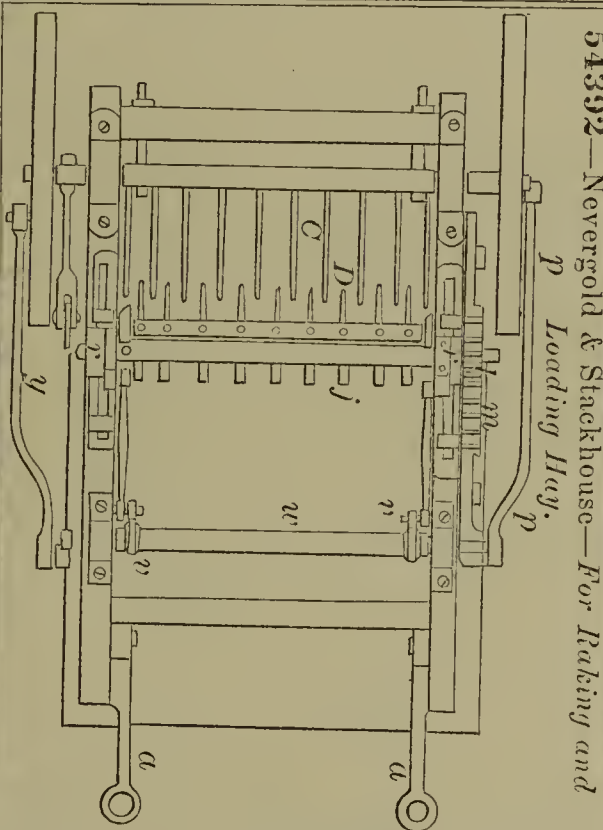 54392—Nevergold & Stackhouse—For Raking and
Loading Hay.
p
p
C
D
r
r
l
m
j
y
v
w
v
a
a